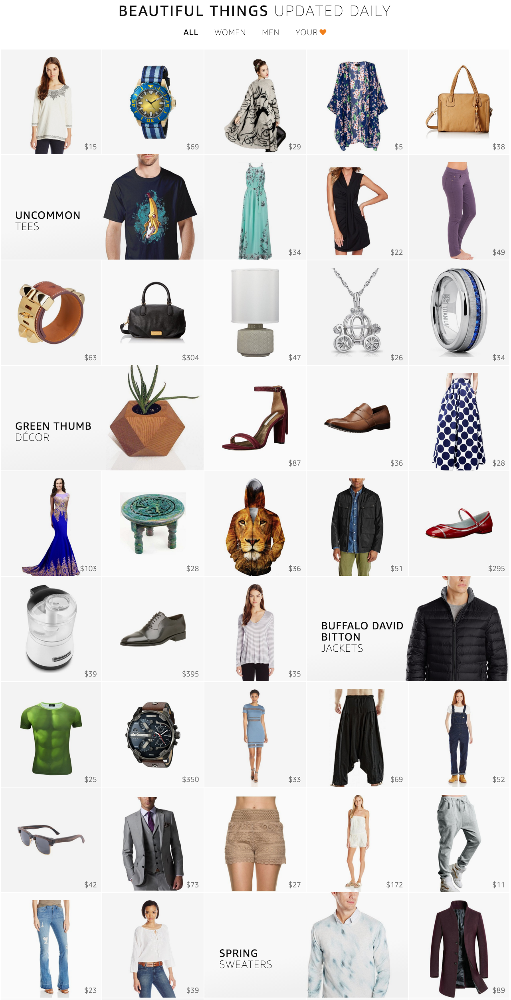 BEAUTIFUL THINGS UPDATED DAILY
ALL WOMEN MEN YOUR
$15
$69
$29
$5
$38
UNCOMMON
TEES
$34
$22
$49
$63
$304
$47
TITANIUM
$26
$34
GREEN THUMB
DÉCOR
$87
$36
$28
$103
$28
$36
$51
$295
KitchenAid
$39
$395
$35
BUFFALO DAVID
BITTON
JACKETS
$25
$350
$33
$69
$52
$42
$73
$27
$172
$11
$23
$39
SPRING
SWEATERS
$89